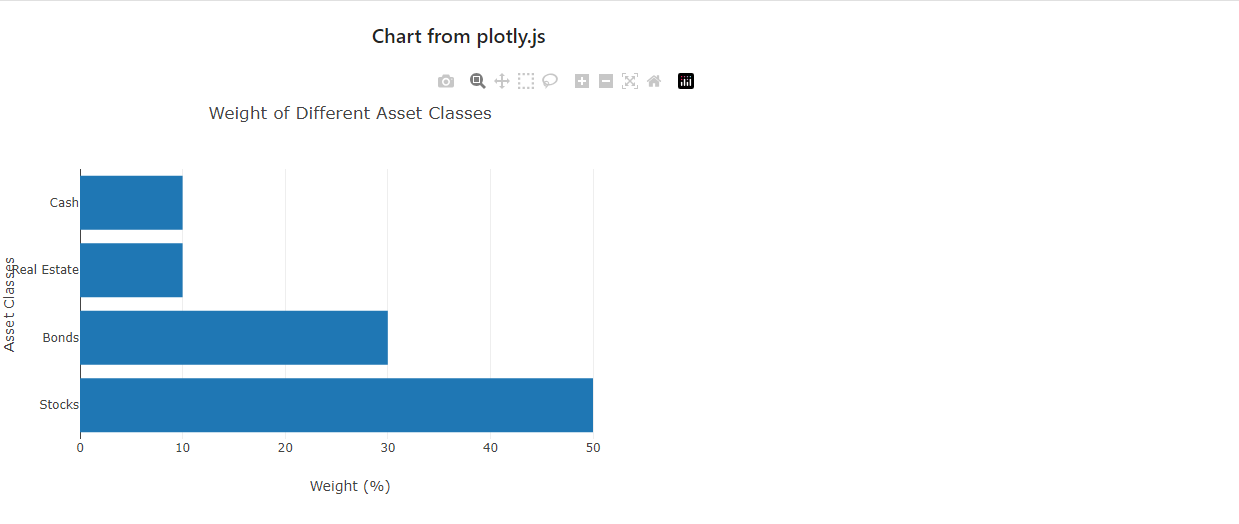 Chart from plotly.js
Weight of Different Asset Classes
Asset Classes
Cash
Real Estate
Bonds
Stocks
0 10 20 30 40 50
Weight (%)